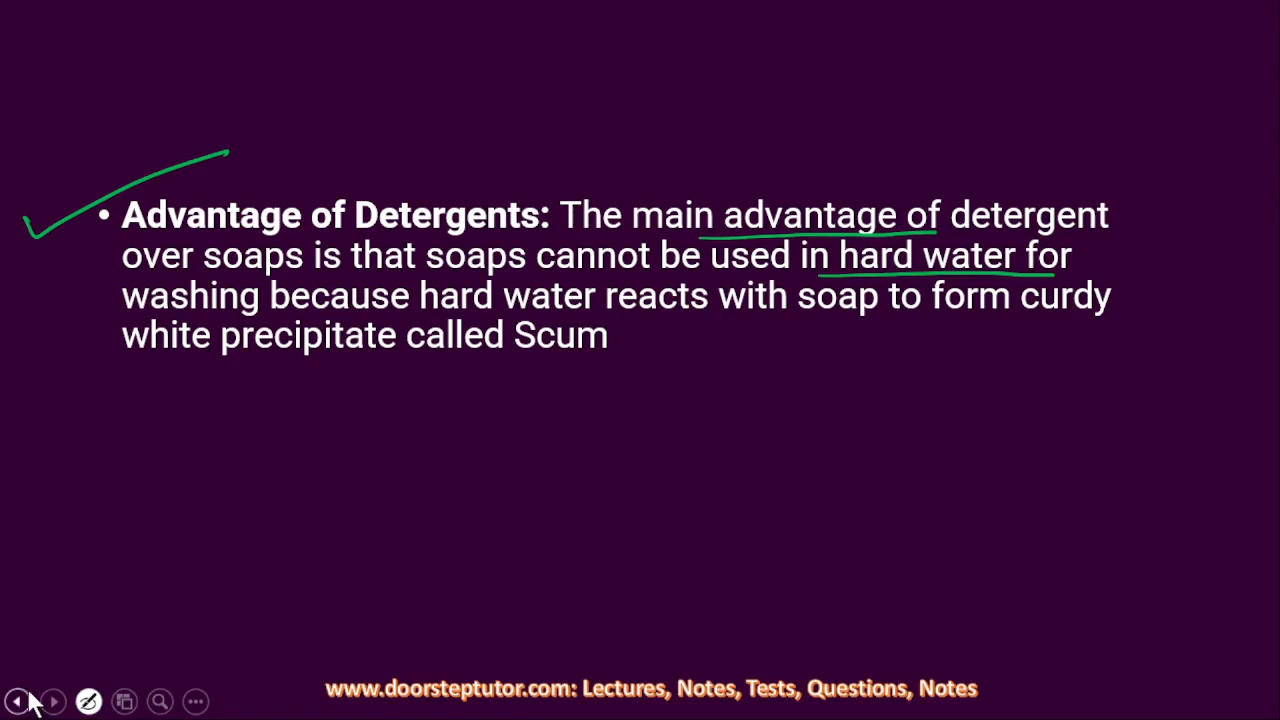 • Advantage of Detergents: The main advantage of detergent
over soaps is that soaps cannot be used in hard water for
washing because hard water reacts with soap to form curdy
white precipitate called Scum
www.doorsteptutor.com: Lectures, Notes, Tests, Questions, Notes